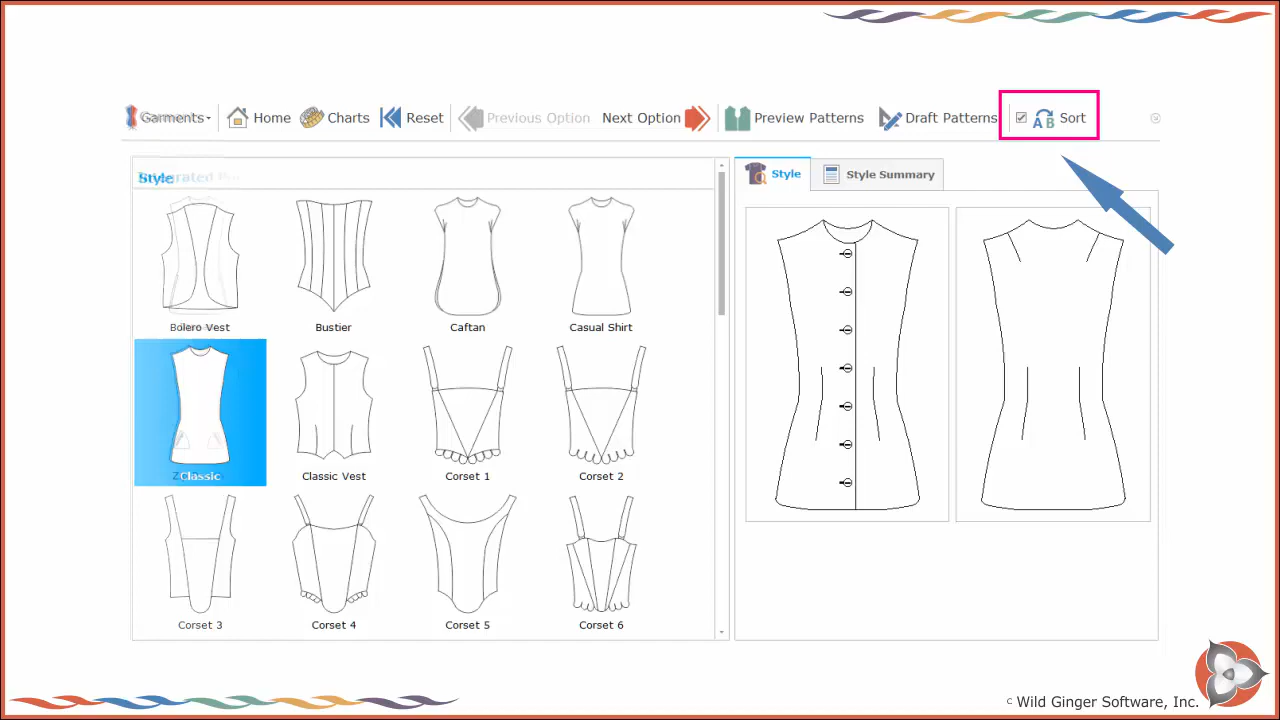 Garments
Home
Charts
Reset
Previous Option
Next Option
Preview Patterns
Draft Patterns
A B
Sort
Style
Style
Style Summary
Bolero Vest
Bustier
Caftan
Casual Shirt
Classic
Classic Vest
Corset 1
Corset 2
Corset 3
Corset 4
Corset 5
Corset 6
© Wild Ginger Software, Inc.